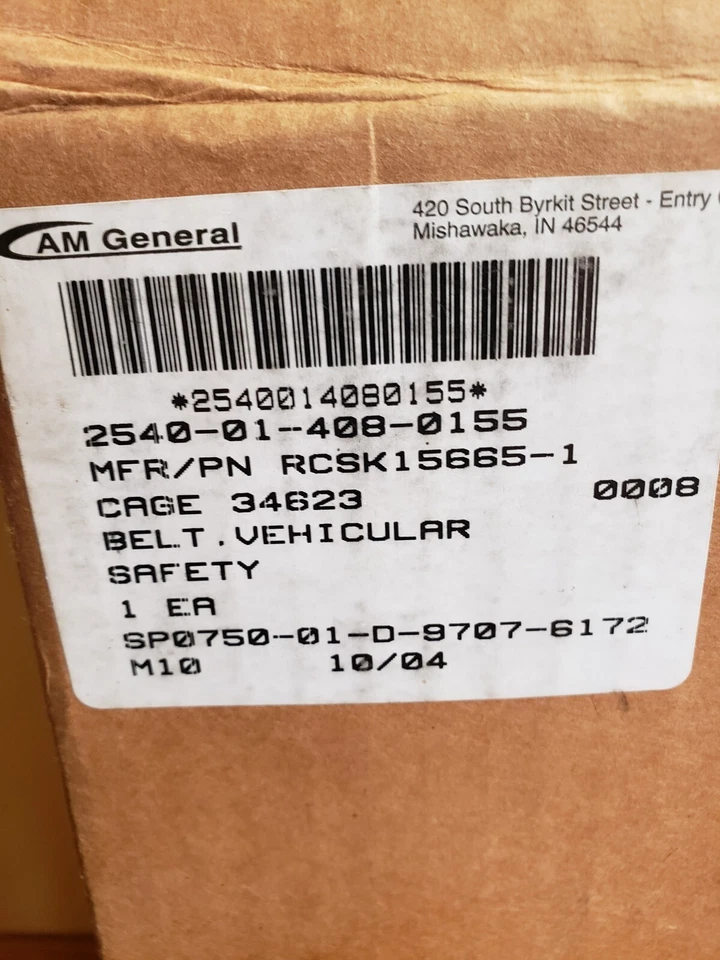 AM General
420 South Byrkit Street - Entry
Mishawaka, IN 46544
*2540014080155*
2540-01-408-0155
MFR/PN RCSK15665-1
CAGE 34623
0008
BELT.VEHICULAR
SAFETY
1 EA
SP0750-01-D-9707-6172
M10 10/04